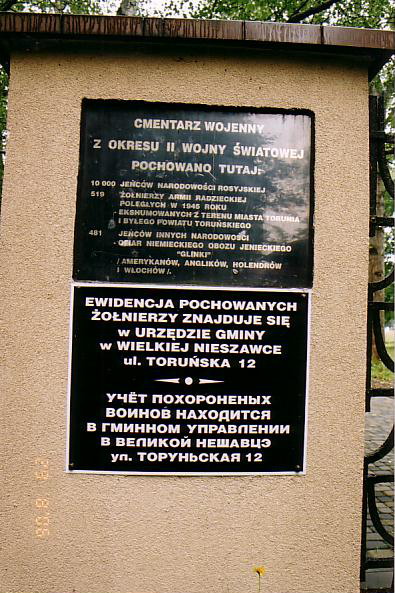 CMENTARZ WOJENNY
Z OKRESU II WOJNY ŚWIATOWEJ
POCHOWANO TUTAJ:
10 000 JEŃCÓW NARODOWOŚCI ROSYJSKIEJ
519 ŻOŁNIERZY ARMII RADZIECKIEJ
POLEGŁYCH W 1945 ROKU
EKSHUMOWANYCH Z TERENU MIASTA TORUNIA
I BYŁEGO POWIATU TORUŃSKIEGO
481 JEŃCÓW INNYCH NARODOWOŚCI
OFIAR NIEMIECKIEGO OBOZU JENIECKIEGO
"GLINKI"
/AMERYKANÓW, ANGLIKÓW, HOLENDRÓW
I WŁOCHÓW/.
EWIDENCJA POCHOWANYCH
ŻOŁNIERZY ZNAJDUJE SIĘ
w URZĘDZIE GMINY
w WIELKIEJ NIESZAWCE
ul. TORUŃSKA 12
УЧЁТ ПОХОРОНЕНЫХ
ВОИНОВ НАХОДИТСЯ
В ГМИННОМ УПРАВЛЕНИИ
В ВЕЛИКОЙ НЕШАВЦЭ
ул. ТОРУНЬСКАЯ 12